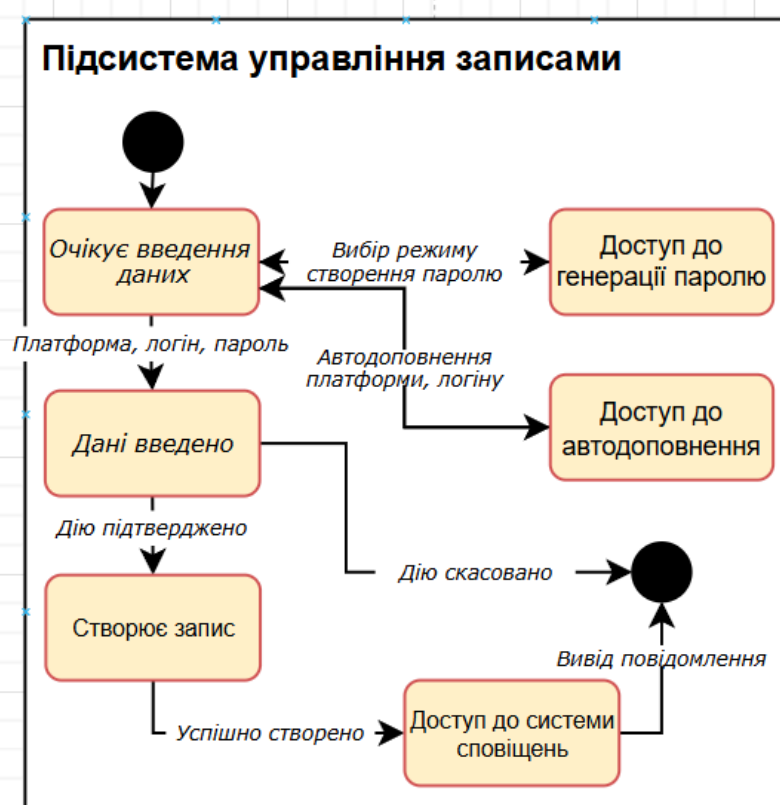 Підсистема управління записами
Очікує введення
даних
Вибір режиму
створення паролю
Доступ до
генерації паролю
Платформа, логін, пароль
Автодоповнення
платформи, логіну
Доступ до
автодоповнення
Дані введено
Дію підтверджено
Дію скасовано
Створює запис
Вивід повідомлення
Успішно створено
Доступ до системи
сповіщень